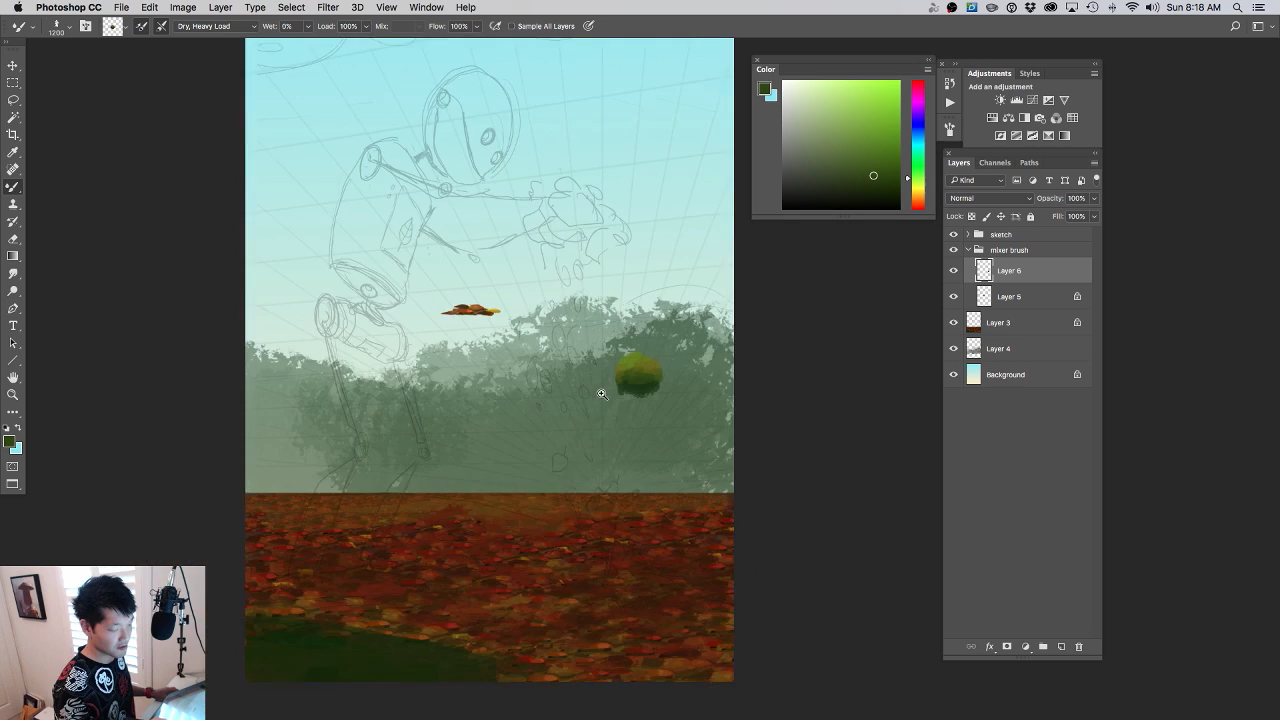 Photoshop CC File Edit Image Layer Type Select Filter 3D View Window Help Sun 8:18 AM
1200 Dry, Heavy Load Wet: 0% Load: 100% Mix: Flow: 100% Sample All Layers
Color
Adjustments Styles
Add an adjustment
Layers Channels Paths
Kind
Normal Opacity: 100%
Lock: Fill: 100%
sketch
mixer brush
Layer 6
Layer 5
Layer 3
Layer 4
Background
fx